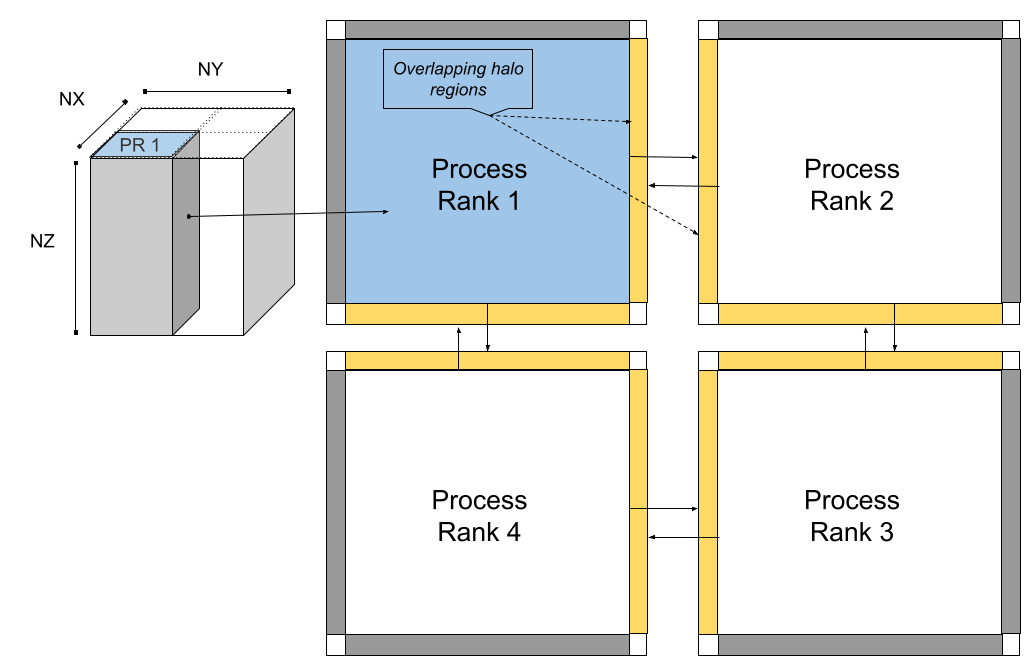 NY
NX
PR 1
NZ
Overlapping halo
regions
Process
Rank 1
Process
Rank 2
Process
Rank 4
Process
Rank 3